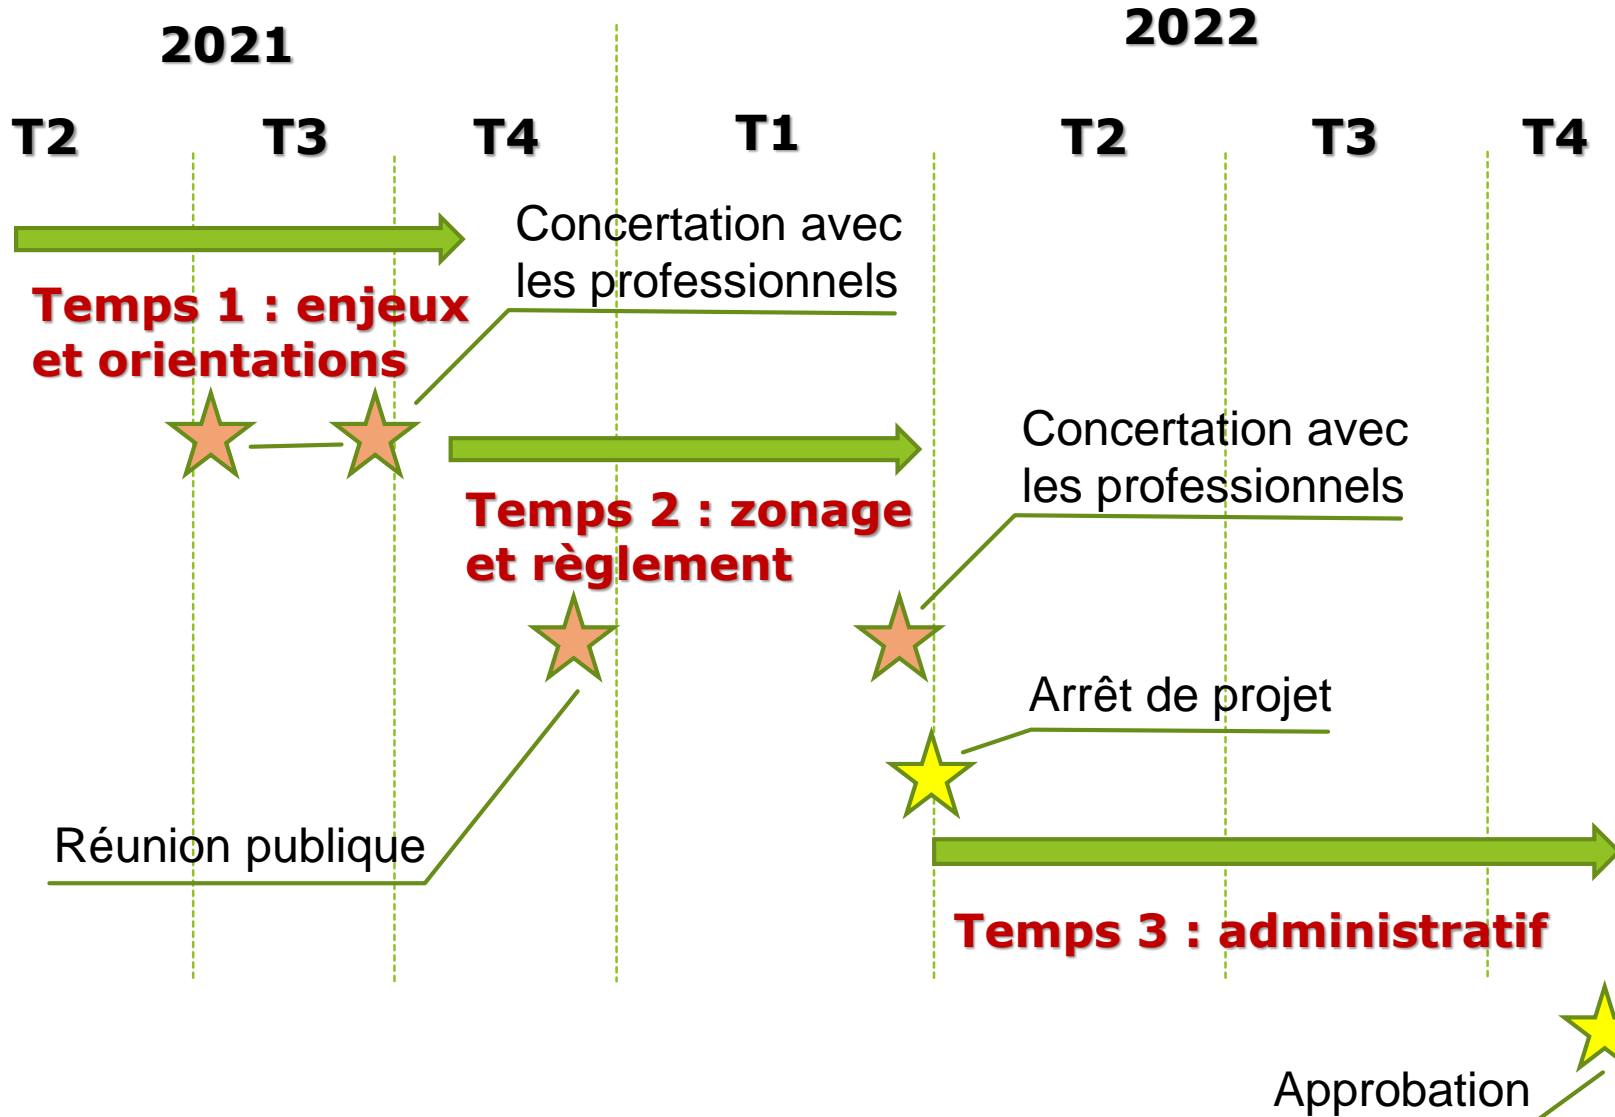 2021
2022
T2
T3
T4
T1
T2
T3
T4
Concertation avec
les professionnels
Temps 1 : enjeux
et orientations
Concertation avec
les professionnels
Temps 2 : zonage
et règlement
Arrêt de projet
Réunion publique
Temps 3 : administratif
Approbation